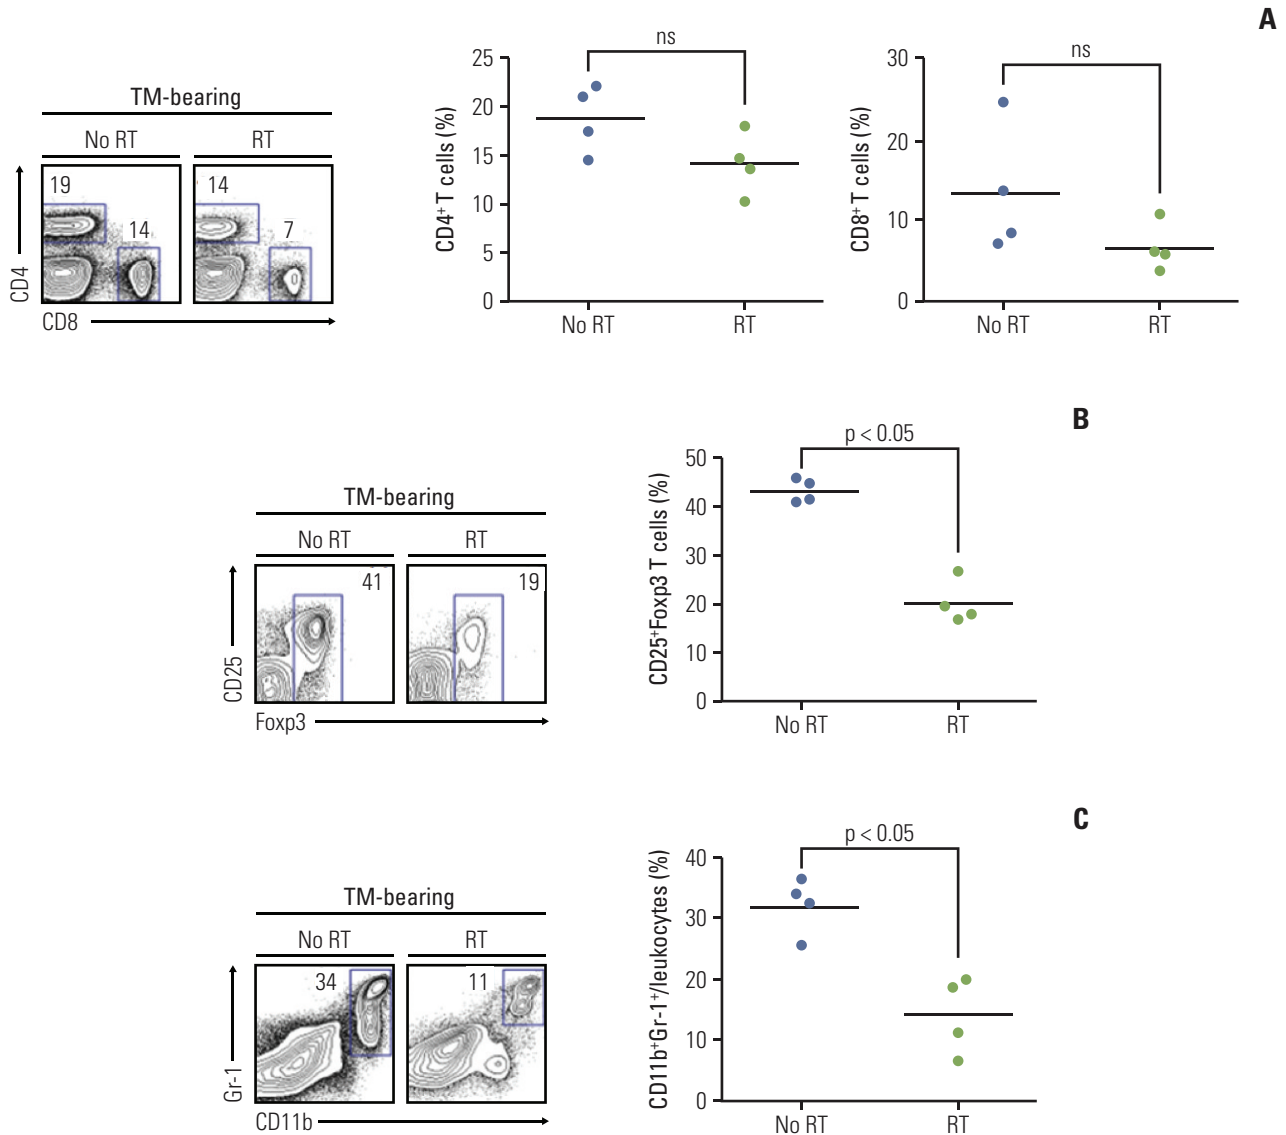 A
TM-bearing
No RT
RT
19
14
14
7
CD4
CD8
CD4+ T cells (%)
25
20
15
10
5
0
ns
No RT
RT
CD8+ T cells (%)
30
20
10
0
ns
No RT
RT
B
TM-bearing
No RT
RT
41
19
CD25
Foxp3
CD25+Foxp3 T cells (%)
50
40
30
20
10
0
p < 0.05
No RT
RT
C
TM-bearing
No RT
RT
34
11
Gr-1
CD11b
CD11b+Gr-1+/leukocytes (%)
40
30
20
10
0
p < 0.05
No RT
RT